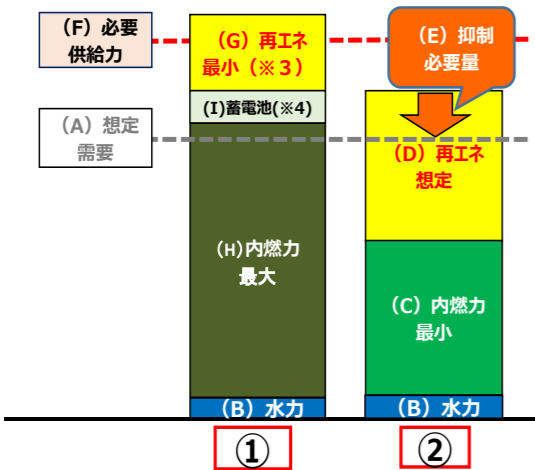 (F) 必要
供給力
(G) 再エネ
最小(※3)
(E) 抑制
必要量
(I)蓄電池(※4)
(A) 想定
需要
(D) 再エネ
想定
(H)内燃力
最大
(C) 内燃力
最小
(B) 水力
(B) 水力
①
②